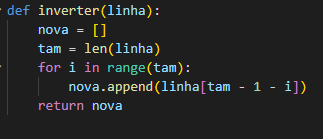 def inverter(linha):
    nova = []
    tam = len(linha)
    for i in range(tam):
        nova.append(linha[tam - 1 - i])
    return nova